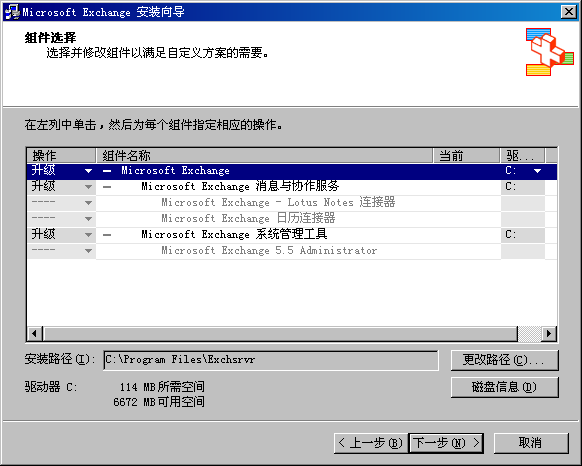 Microsoft Exchange 安装向导
组件选择
选择并修改组件以满足自定义方案的需要。
在左列中单击，然后为每个组件指定相应的操作。
操作 组件名称 当前 驱...
升级 — Microsoft Exchange C:
升级 — Microsoft Exchange 消息与协作服务 C:
---- Microsoft Exchange - Lotus Notes 连接器
---- Microsoft Exchange 日历连接器
升级 — Microsoft Exchange 系统管理工具 C:
---- Microsoft Exchange 5.5 Administrator
安装路径(I): C:\Program Files\Exchsrvr 更改路径(C)...
驱动器 C: 114 MB所需空间 磁盘信息(D)
6672 MB可用空间
< 上一步(B) 下一步(N) > 取消